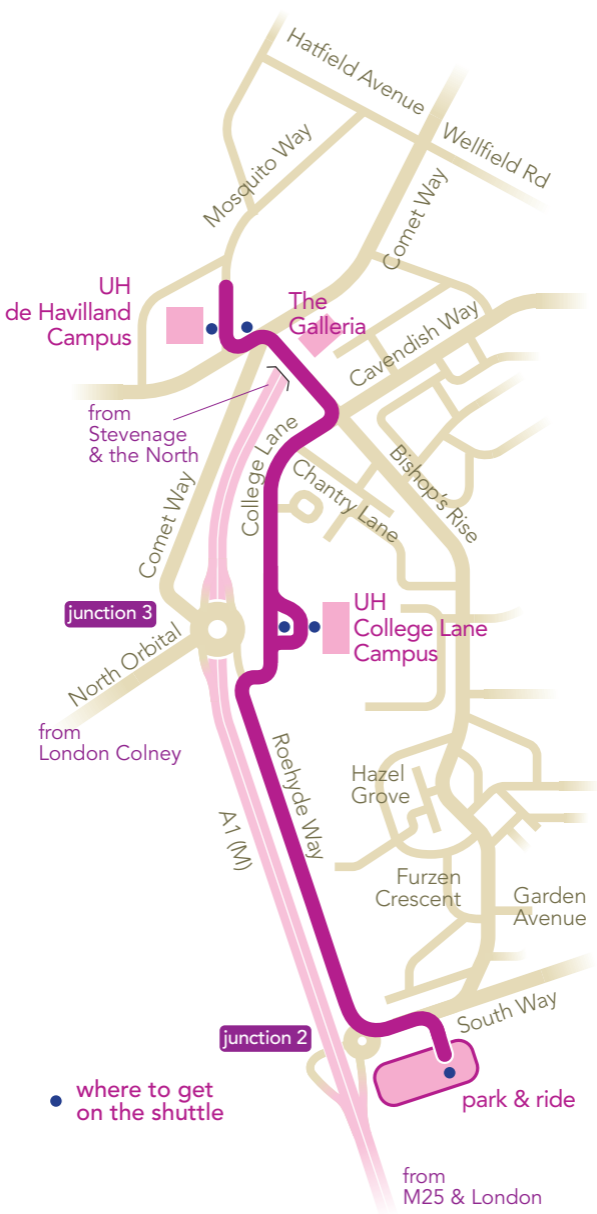 Hatfield Avenue
Wellfield Rd
Mosquito Way
Comet Way
UH
de Havilland
Campus
The
Galleria
Cavendish Way
from
Stevenage
& the North
College Lane
Chantry Lane
Bishop's Rise
Comet Way
junction 3
UH
College Lane
Campus
North Orbital
from
London Colney
Roehyde Way
Hazel
Grove
A1 (M)
Furzen
Crescent
Garden
Avenue
South Way
junction 2
where to get
on the shuttle
park & ride
from
M25 & London